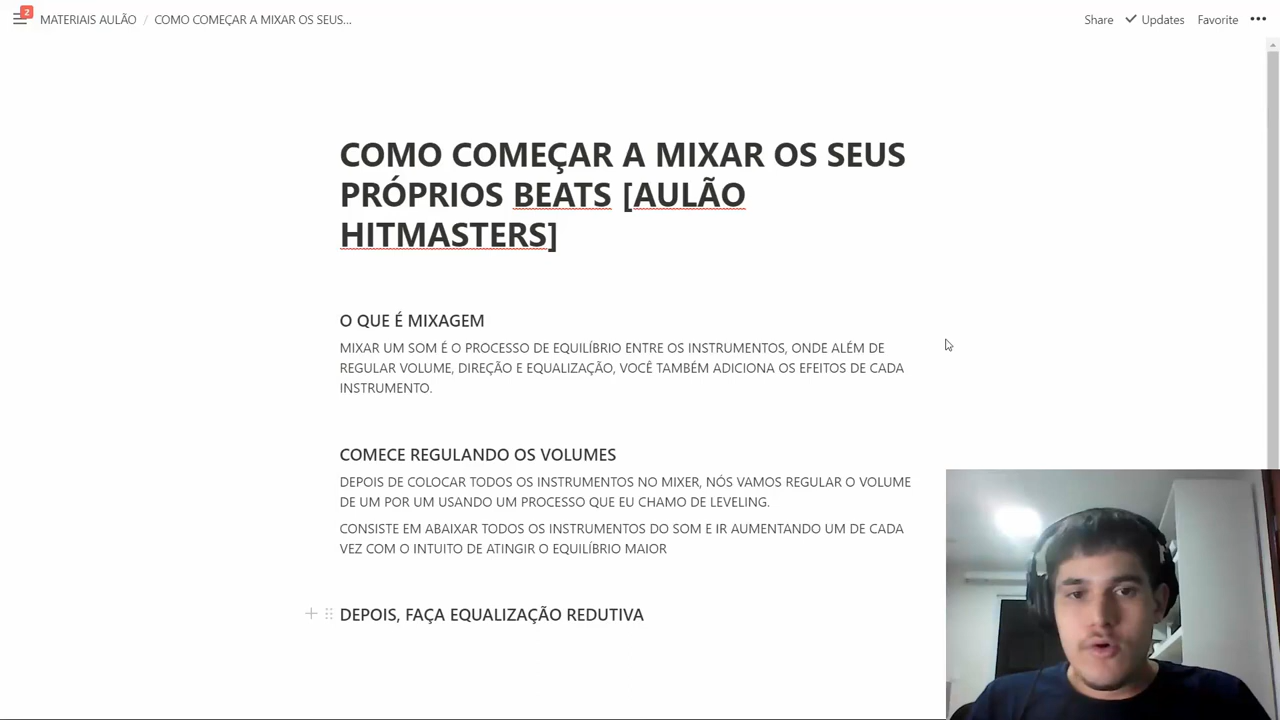 2
MATERIAIS AULÃO / COMO COMEÇAR A MIXAR OS SEUS...
Share Updates Favorite
COMO COMEÇAR A MIXAR OS SEUS
PRÓPRIOS BEATS [AULÃO
HITMASTERS]
O QUE É MIXAGEM
MIXAR UM SOM É O PROCESSO DE EQUILÍBRIO ENTRE OS INSTRUMENTOS, ONDE ALÉM DE
REGULAR VOLUME, DIREÇÃO E EQUALIZAÇÃO, VOCÊ TAMBÉM ADICIONA OS EFEITOS DE CADA
INSTRUMENTO.
COMECE REGULANDO OS VOLUMES
DEPOIS DE COLOCAR TODOS OS INSTRUMENTOS NO MIXER, NÓS VAMOS REGULAR O VOLUME
DE UM POR UM USANDO UM PROCESSO QUE EU CHAMO DE LEVELING.
CONSISTE EM ABAIXAR TODOS OS INSTRUMENTOS DO SOM E IR AUMENTANDO UM DE CADA
VEZ COM O INTUITO DE ATINGIR O EQUILÍBRIO MAIOR
DEPOIS, FAÇA EQUALIZAÇÃO REDUTIVA